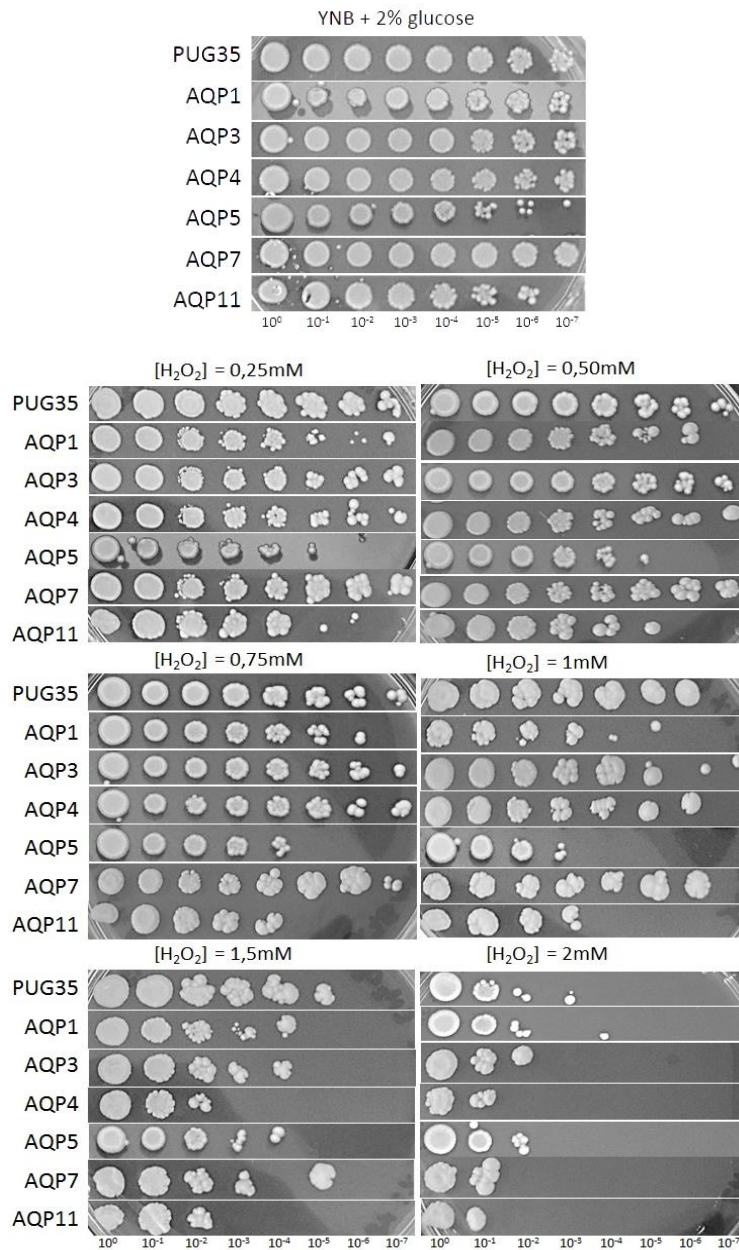 YNB + 2% glucose
PUG35
AQP1
AQP3
AQP4
AQP5
AQP7
AQP11
10⁰ 10⁻¹ 10⁻² 10⁻³ 10⁻⁴ 10⁻⁵ 10⁻⁶ 10⁻⁷
[H₂O₂] = 0,25mM [H₂O₂] = 0,50mM
PUG35
AQP1
AQP3
AQP4
AQP5
AQP7
AQP11
[H₂O₂] = 0,75mM [H₂O₂] = 1mM
PUG35
AQP1
AQP3
AQP4
AQP5
AQP7
AQP11
[H₂O₂] = 1,5mM [H₂O₂] = 2mM
PUG35
AQP1
AQP3
AQP4
AQP5
AQP7
AQP11
10⁰ 10⁻¹ 10⁻² 10⁻³ 10⁻⁴ 10⁻⁵ 10⁻⁶ 10⁻⁷ 10⁰ 10⁻¹ 10⁻² 10⁻³ 10⁻⁴ 10⁻⁵ 10⁻⁶ 10⁻⁷